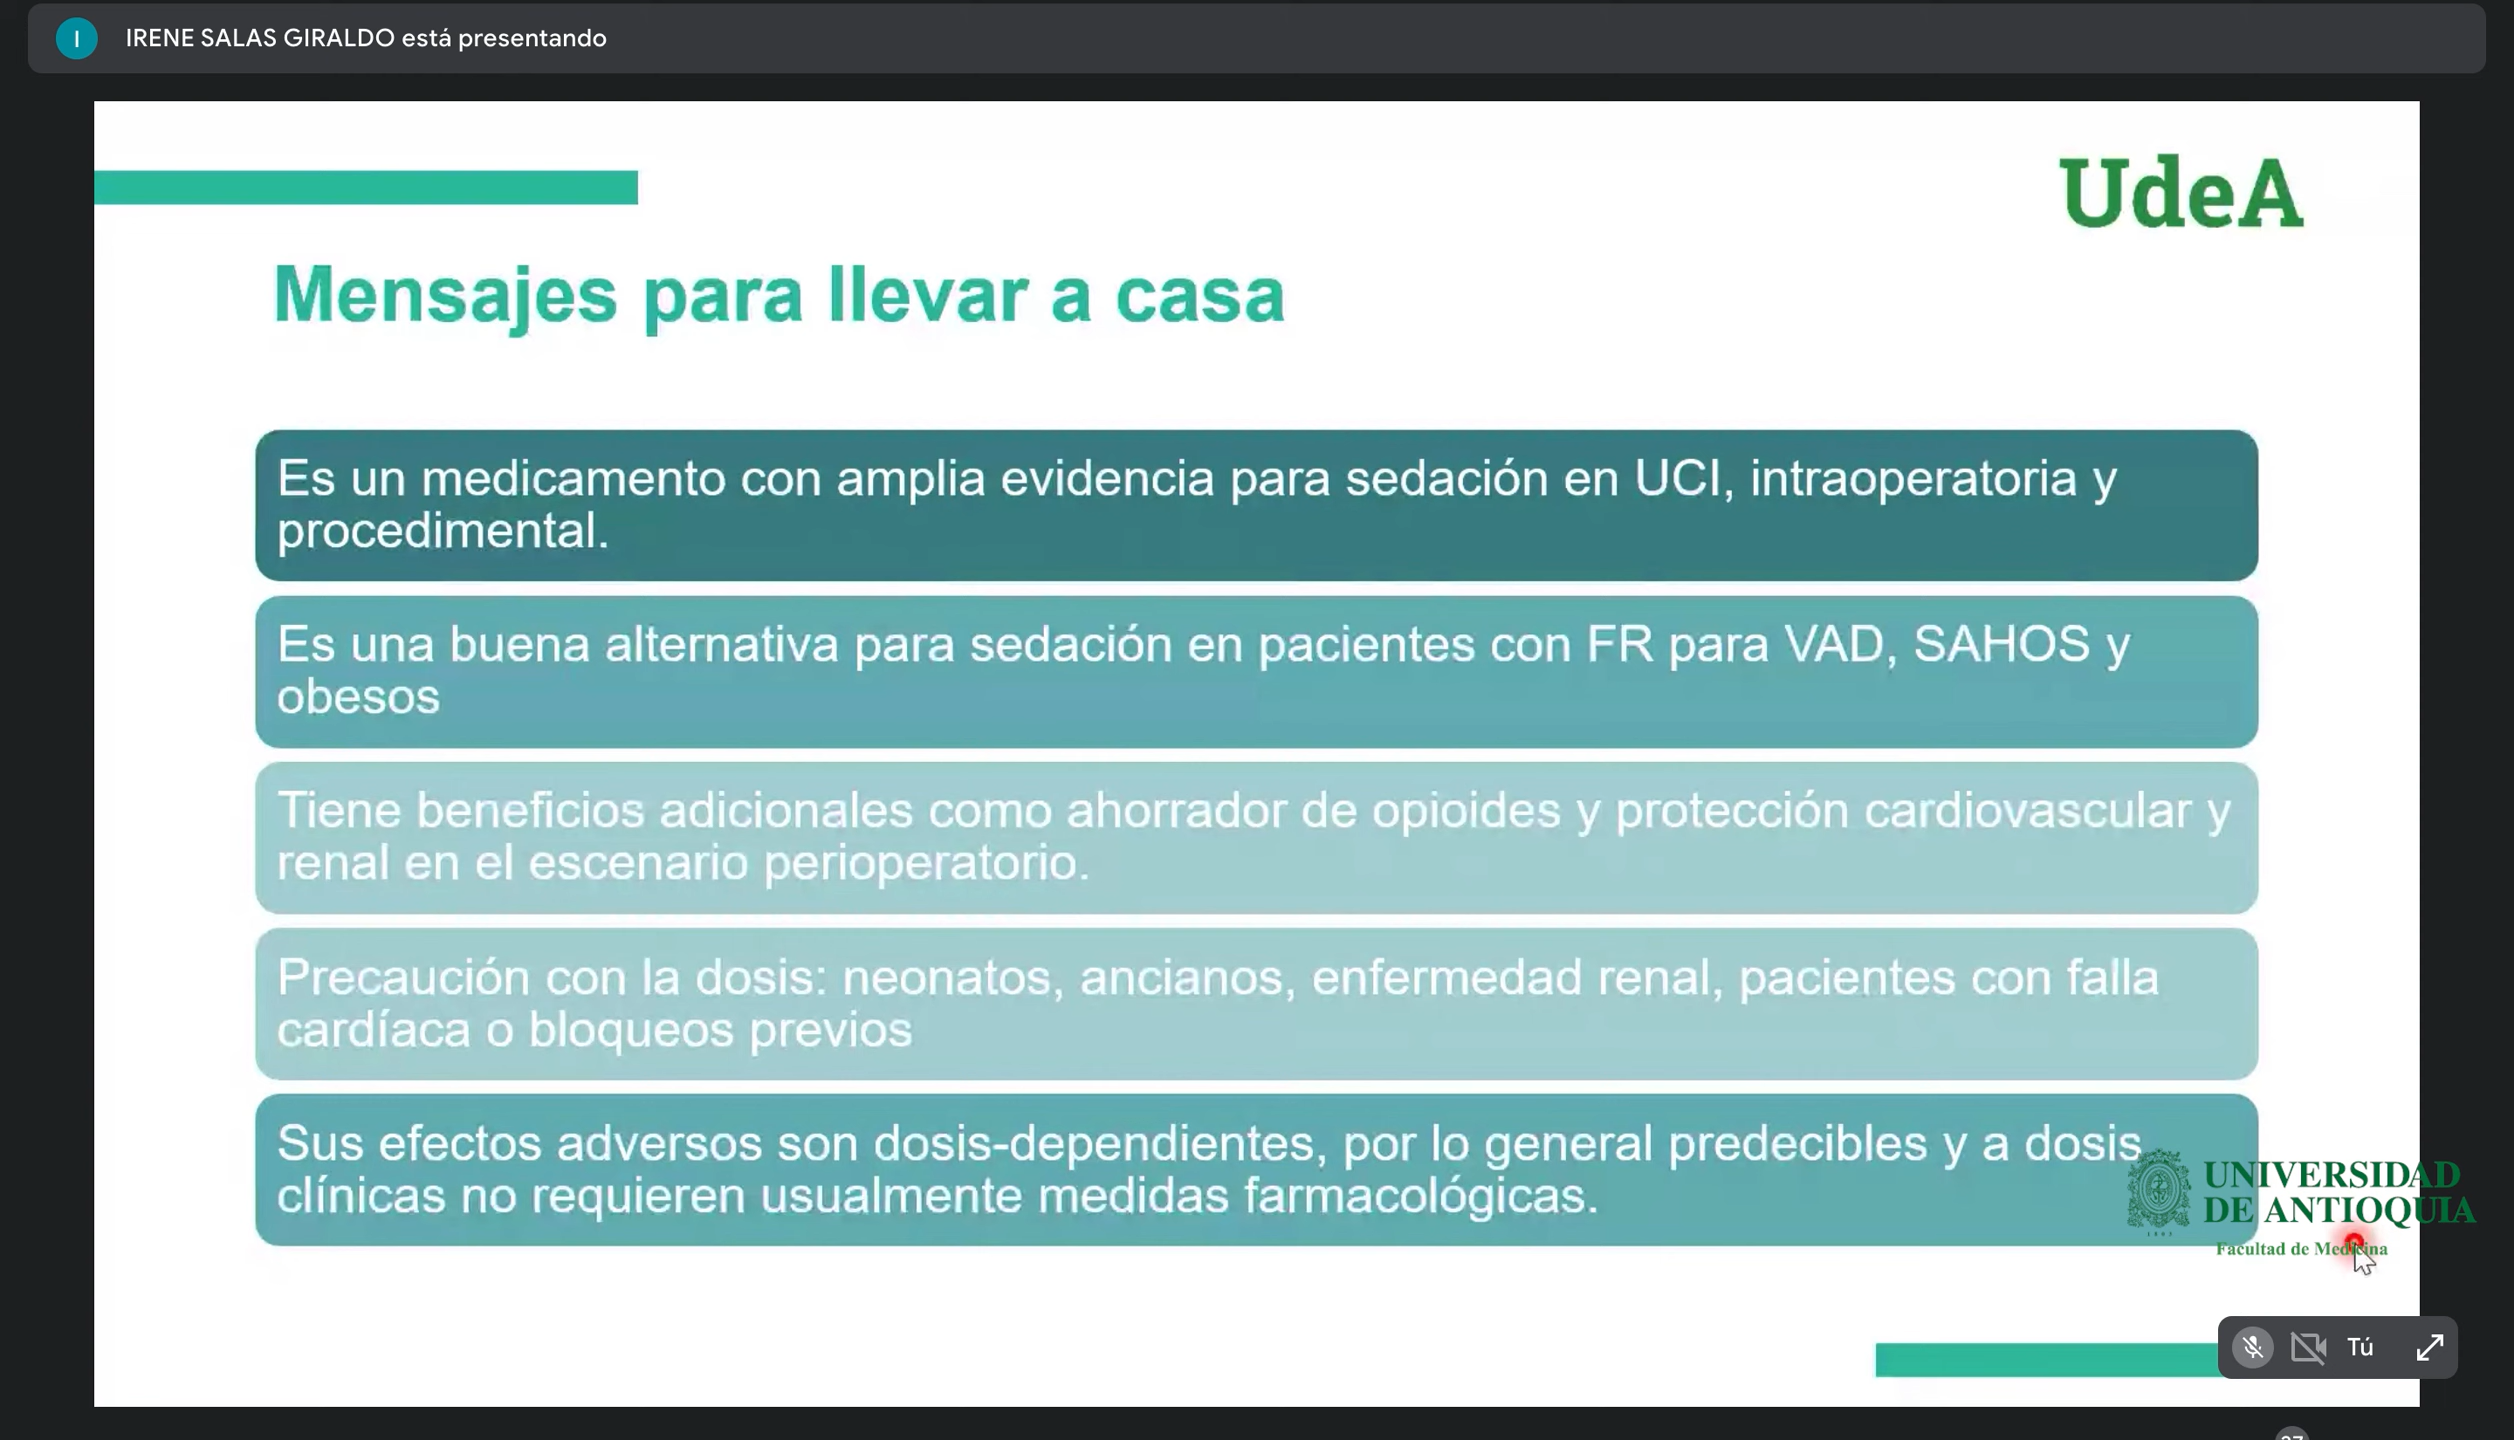 I
IRENE SALAS GIRALDO está presentando
UdeA
Mensajes para llevar a casa
Es un medicamento con amplia evidencia para sedación en UCI, intraoperatoria y
procedimental.
Es una buena alternativa para sedación en pacientes con FR para VAD, SAHOS y
obesos
Tiene beneficios adicionales como ahorrador de opioides y protección cardiovascular y
renal en el escenario perioperatorio.
Precaución con la dosis: neonatos, ancianos, enfermedad renal, pacientes con falla
cardíaca o bloqueos previos
Sus efectos adversos son dosis-dependientes, por lo general predecibles y a dosis
clínicas no requieren usualmente medidas farmacológicas.
UNIVERSIDAD
DE ANTIOQUIA
Facultad de Medicina
Tú